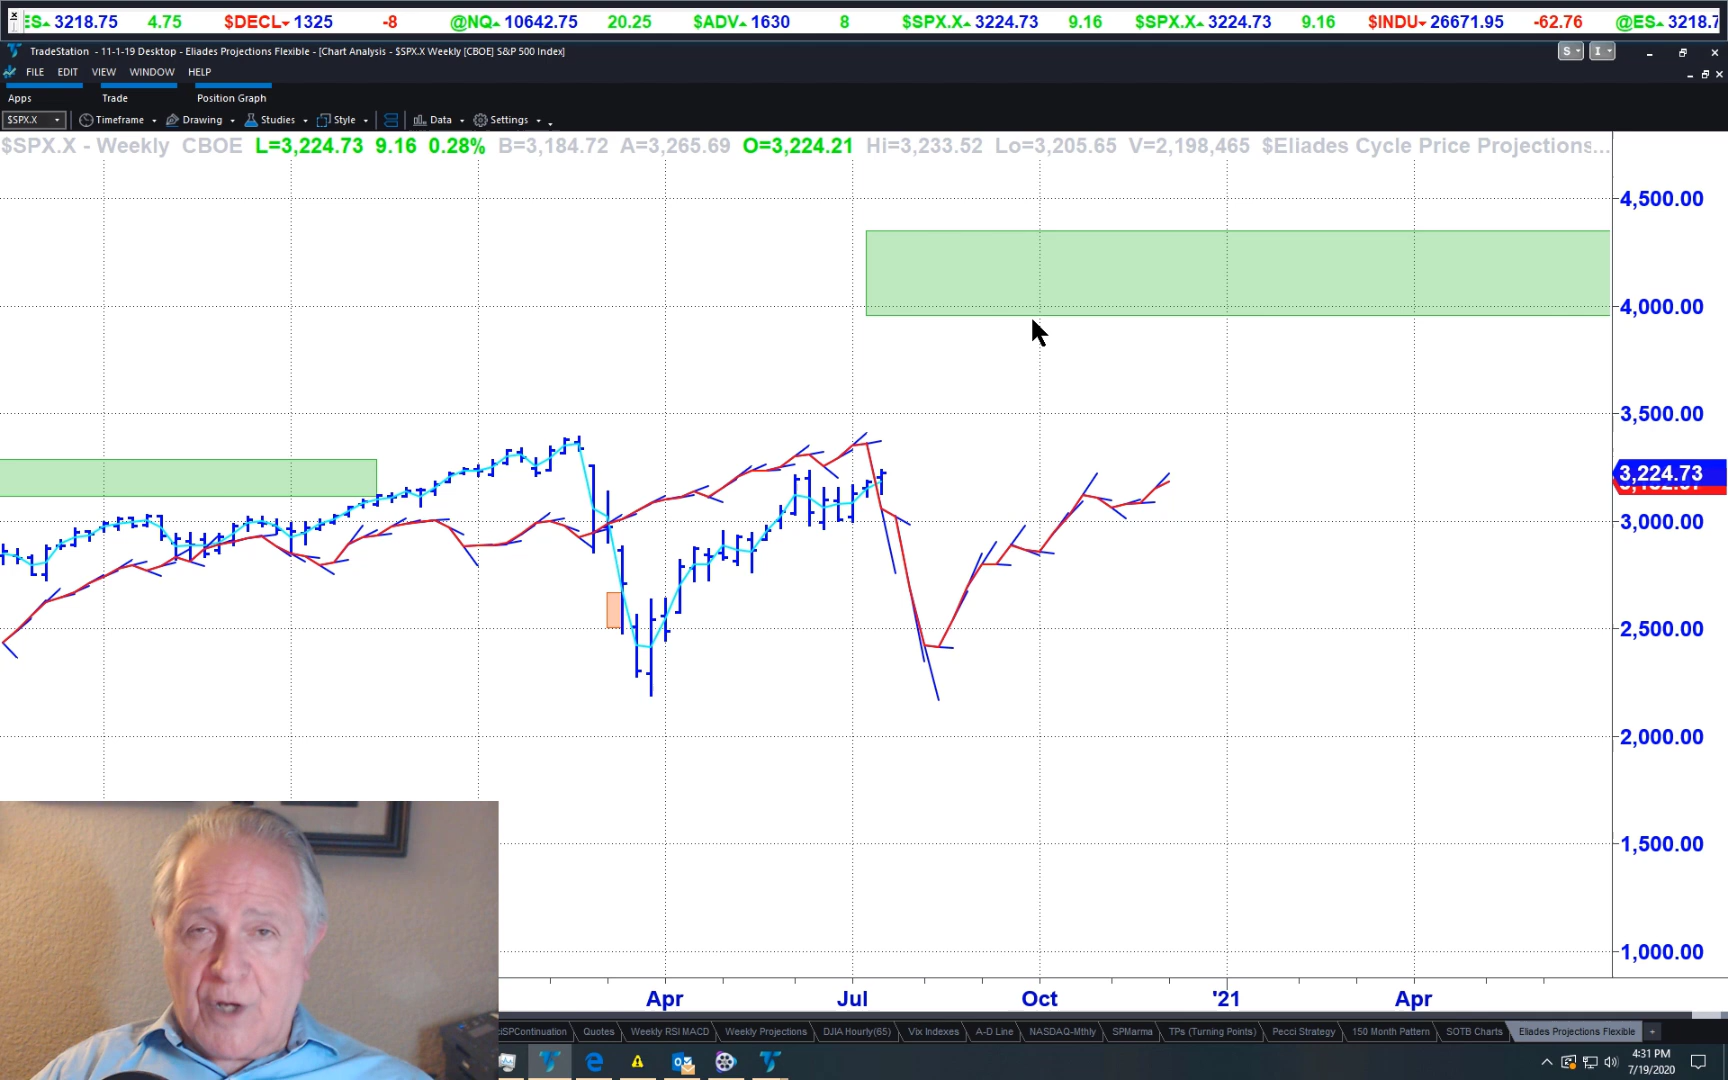 ES 3218.75 4.75 $DECL 1325 -8 @NQ 10642.75 20.25 $ADV 1630 8 $SPX.X 3224.73 9.16 $SPX.X 3224.73 9.16 $INDU 26671.95 -62.76 @ES 3218.7
TradeStation - 11-1-19 Desktop - Eliades Projections Flexible - [Chart Analysis - $SPX.X Weekly [CBOE] S&P 500 Index]
S I
FILE EDIT VIEW WINDOW HELP
Apps Trade Position Graph
$SPX.X Timeframe Drawing Studies Style Data Settings
$SPX.X - Weekly CBOE L=3,224.73 9.16 0.28% B=3,184.72 A=3,265.69 O=3,224.21 Hi=3,233.52 Lo=3,205.65 V=2,198,465 $Eliades Cycle Price Projections...
4,500.00
4,000.00
3,500.00
3,224.73
3,000.00
2,500.00
2,000.00
1,500.00
1,000.00
Apr Jul Oct '21 Apr
SPContinuation Quotes Weekly RSI MACD Weekly Projections DJIA Hourly(65) Vix Indexes A-D Line NASDAQ-Mthly SPMarma TPs (Turning Points) Pecci Strategy 150 Month Pattern SOTB Charts Eliades Projections Flexible +
4:31 PM
7/19/2020